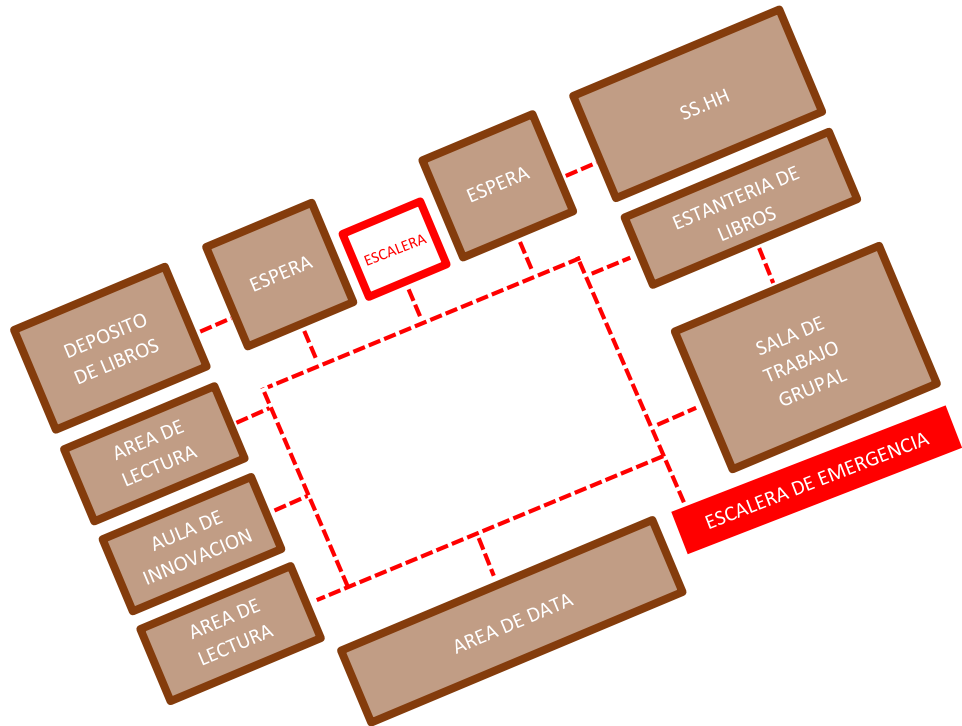 SS.HH
ESPERA
ESTANTERIA DE
LIBROS
ESCALERA
ESPERA
DEPOSITO
DE LIBROS
SALA DE
TRABAJO
GRUPAL
AREA DE
LECTURA
ESCALERA DE EMERGENCIA
AULA DE
INNOVACION
AREA DE
LECTURA
AREA DE DATA